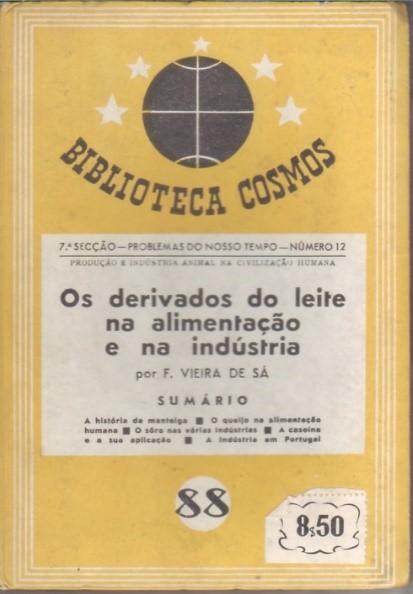 BIBLIOTECA COSMOS
7.ª SECÇÃO — PROBLEMAS DO NOSSO TEMPO — NÚMERO 12
PRODUÇÃO E INDÚSTRIA ANIMAL NA CIVILIZAÇÃO HUMANA
Os derivados do leite
na alimentação
e na indústria
por F. VIEIRA DE SÁ
SUMÁRIO
A história da manteiga ■ O queijo na alimentação
humana ■ O sôro nas várias indústrias ■ A caseína
e a sua aplicação ■ A indústria em Portugal
88
8$50